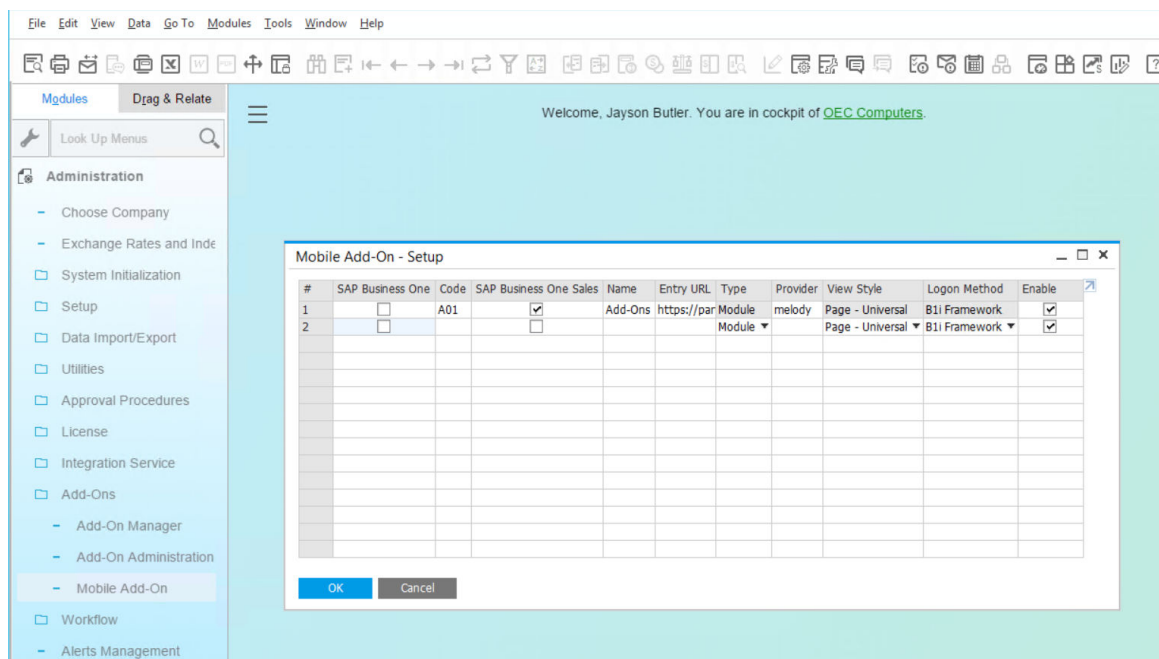 File Edit View Data Go To Modules Tools Window Help
Modules Drag & Relate
Look Up Menus
Administration
Choose Company
Exchange Rates and Inde
System Initialization
Setup
Data Import/Export
Utilities
Approval Procedures
License
Integration Service
Add-Ons
Add-On Manager
Add-On Administration
Mobile Add-On
Workflow
Alerts Management
Welcome, Jayson Butler. You are in cockpit of OEC Computers.
Mobile Add-On - Setup
# SAP Business One Code SAP Business One Sales Name Entry URL Type Provider View Style Logon Method Enable
1 A01 Add-Ons https://par Module melody Page - Universal B1i Framework
2 Module Page - Universal B1i Framework
OK Cancel